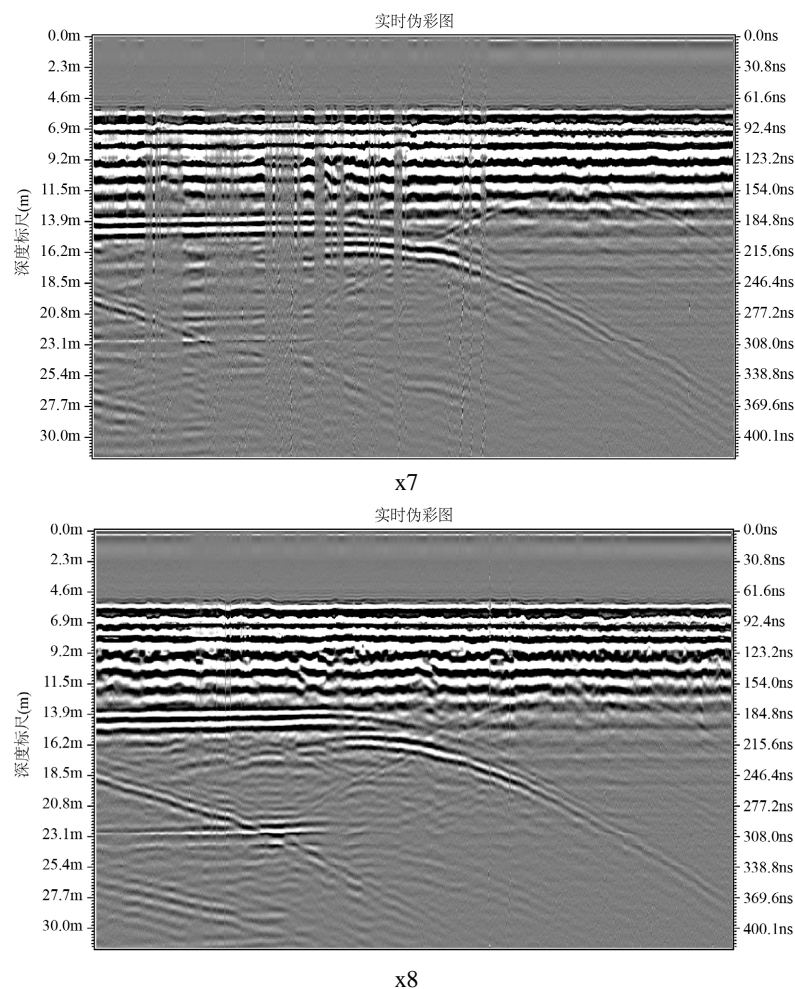 实时伪彩图
0.0m 0.0ns
2.3m 30.8ns
4.6m 61.6ns
6.9m 92.4ns
9.2m 123.2ns
11.5m 154.0ns
13.9m 184.8ns
16.2m 215.6ns
18.5m 246.4ns
20.8m 277.2ns
23.1m 308.0ns
25.4m 338.8ns
27.7m 369.6ns
30.0m 400.1ns
深度标尺(m)
x7
实时伪彩图
0.0m 0.0ns
2.3m 30.8ns
4.6m 61.6ns
6.9m 92.4ns
9.2m 123.2ns
11.5m 154.0ns
13.9m 184.8ns
16.2m 215.6ns
18.5m 246.4ns
20.8m 277.2ns
23.1m 308.0ns
25.4m 338.8ns
27.7m 369.6ns
30.0m 400.1ns
深度标尺(m)
x8